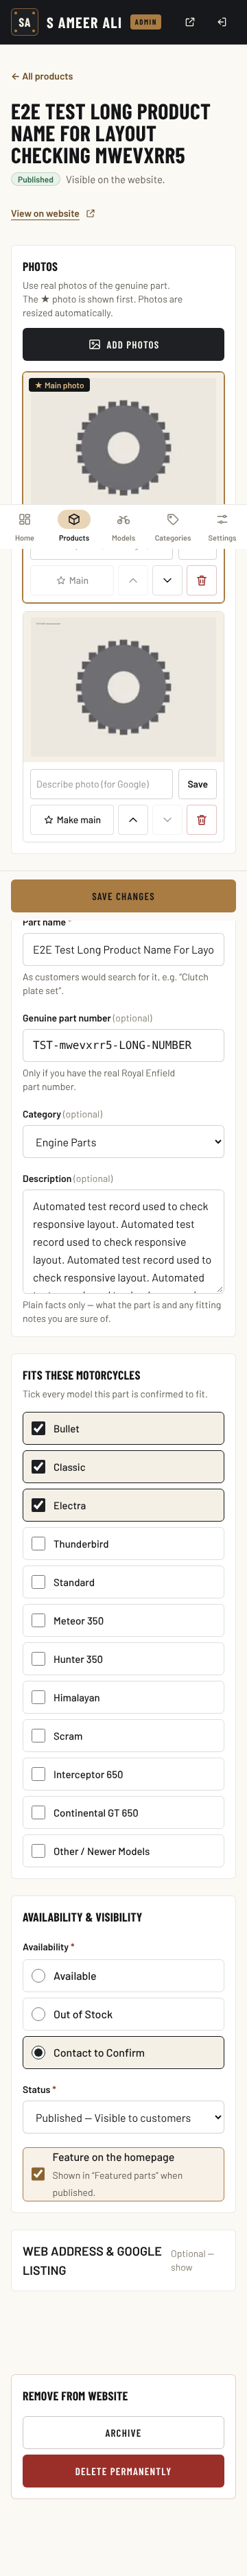 SA S AMEER ALI ADMIN
← All products
E2E TEST LONG PRODUCT
NAME FOR LAYOUT
CHECKING MWEVXRR5
Published Visible on the website.
View on website
PHOTOS
Use real photos of the genuine part.
The ★ photo is shown first. Photos are
resized automatically.
ADD PHOTOS
★ Main photo
Home Products Models Categories Settings
Main
Describe photo (for Google) Save
Make main
SAVE CHANGES
Part name *
E2E Test Long Product Name For Layo
As customers would search for it, e.g. "Clutch
plate set".
Genuine part number (optional)
TST-mwevxrr5-LONG-NUMBER
Only if you have the real Royal Enfield
part number.
Category (optional)
Engine Parts
Description (optional)
Automated test record used to check
responsive layout. Automated test
record used to check responsive
layout. Automated test record used to
check responsive layout. Automated
Plain facts only — what the part is and any fitting
notes you are sure of.
FITS THESE MOTORCYCLES
Tick every model this part is confirmed to fit.
Bullet
Classic
Electra
Thunderbird
Standard
Meteor 350
Hunter 350
Himalayan
Scram
Interceptor 650
Continental GT 650
Other / Newer Models
AVAILABILITY & VISIBILITY
Availability *
Available
Out of Stock
Contact to Confirm
Status *
Published — Visible to customers
Feature on the homepage
Shown in "Featured parts" when
published.
WEB ADDRESS & GOOGLE
LISTING
Optional —
show
REMOVE FROM WEBSITE
ARCHIVE
DELETE PERMANENTLY